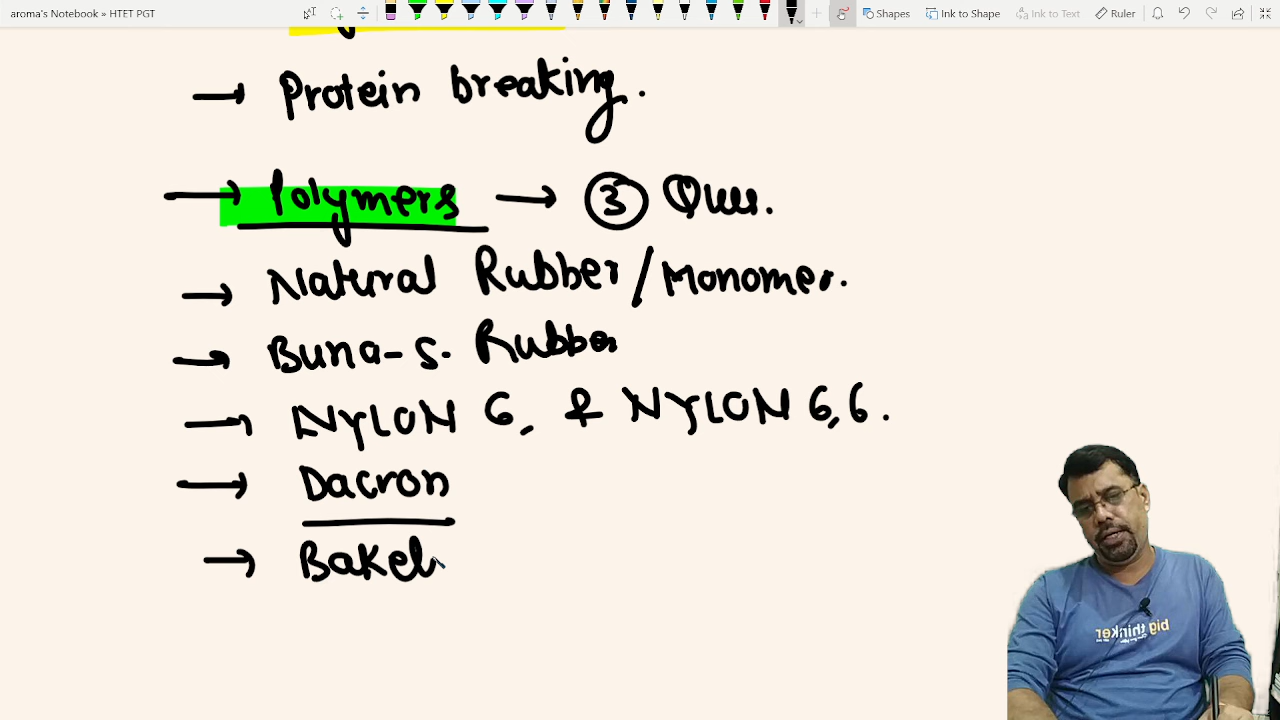 aroma's Notebook » HTET PGT
Shapes Ink to Shape Ink to Text Ruler
→ Protein breaking.
→ Polymers → 3 Ques.
→ Natural Rubber / Monomer.
→ Buna-S. Rubber
→ NYLON 6, & NYLON 6,6.
→ Dacron
→ Bakel
big thinker